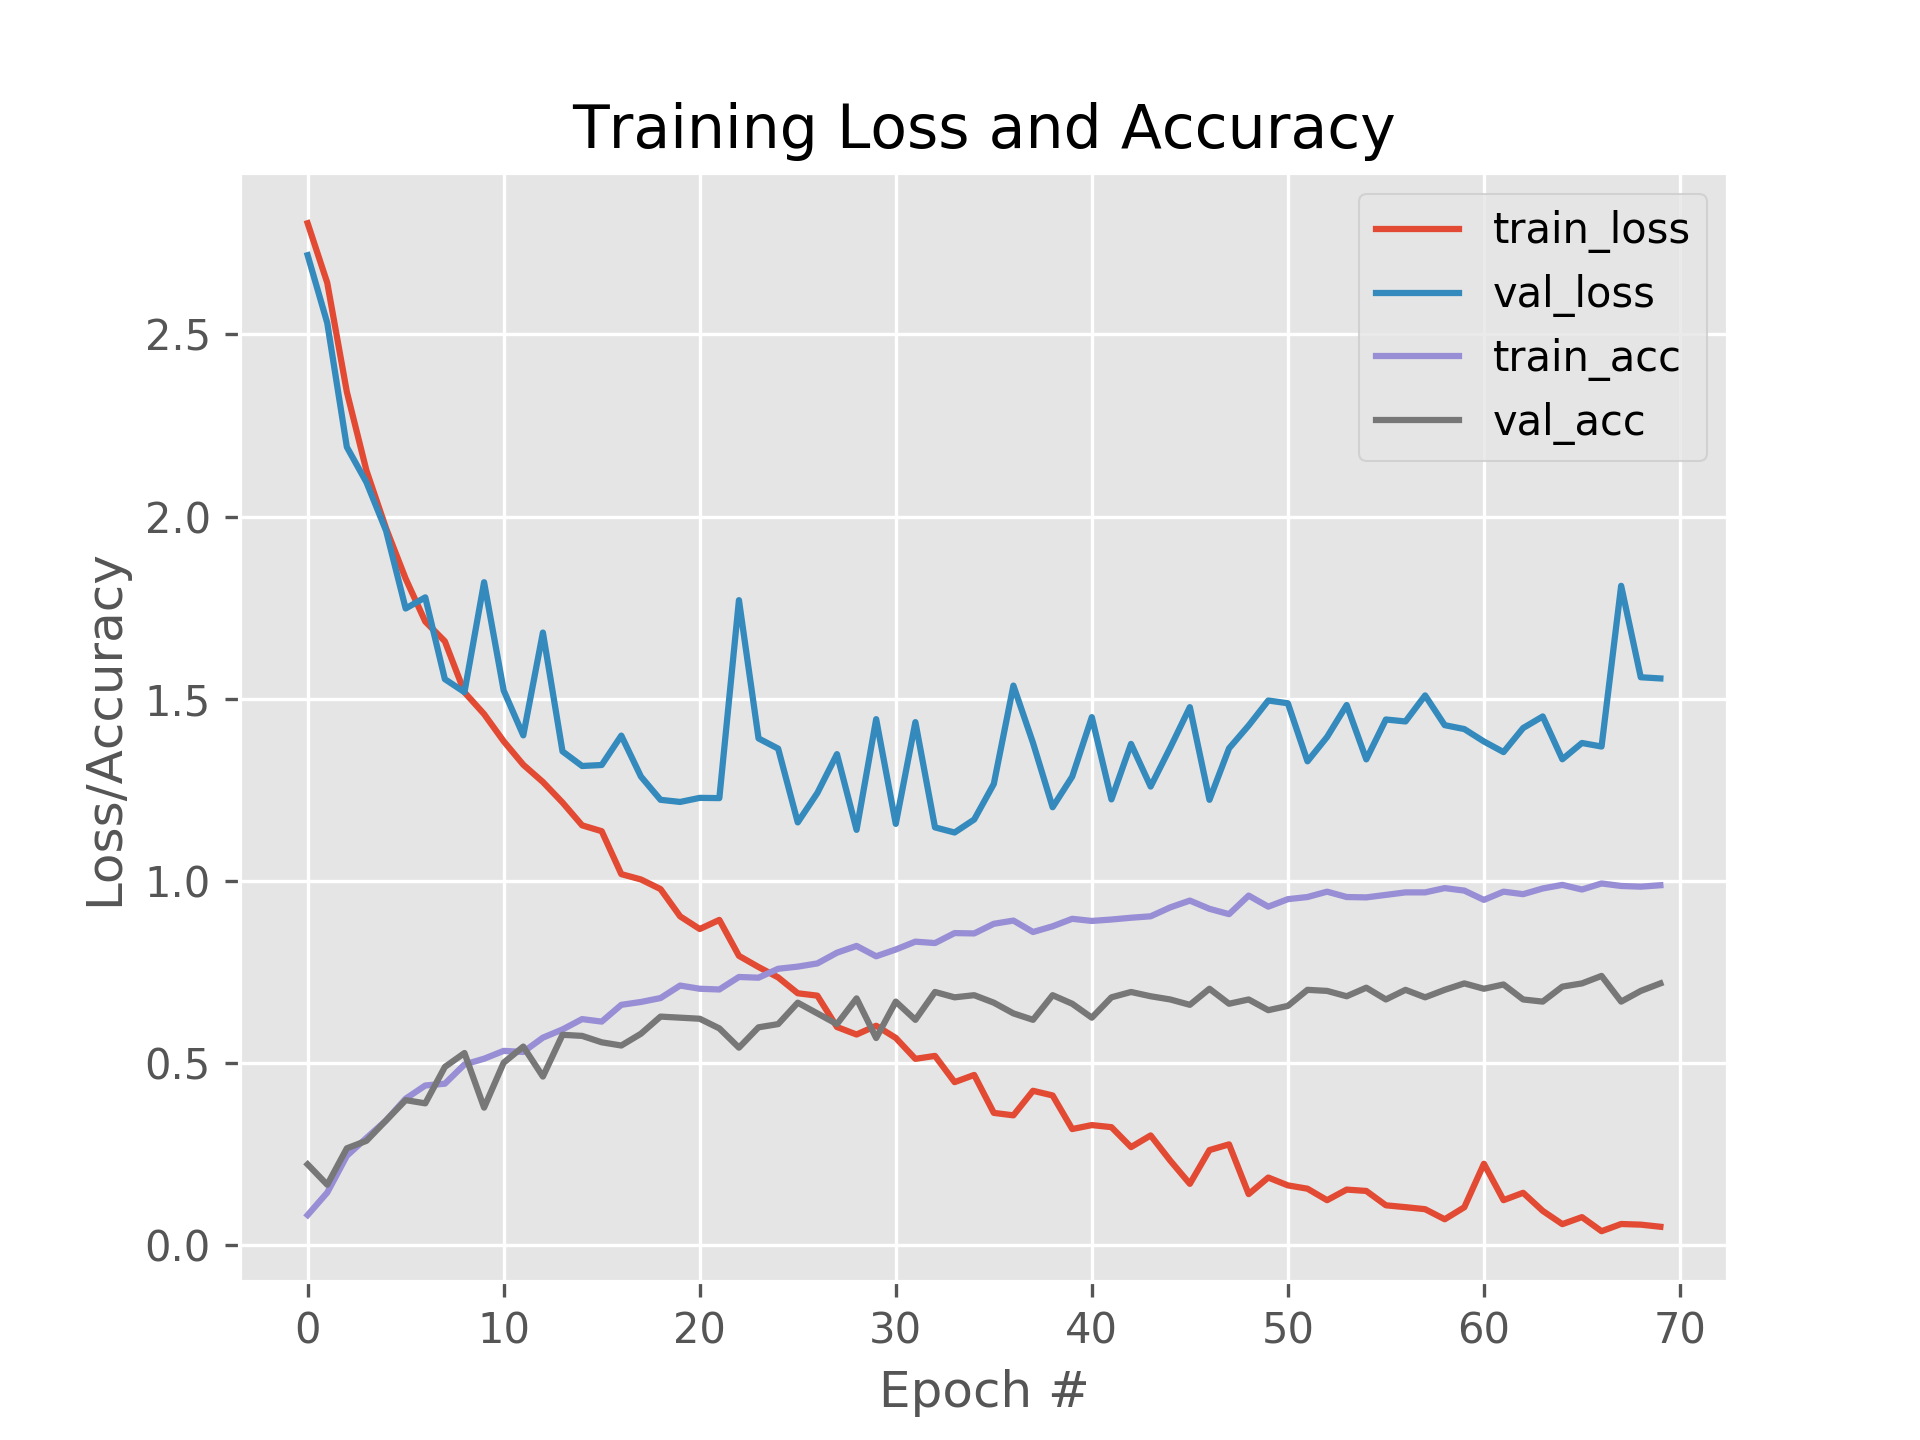 Training Loss and Accuracy
train_loss
val_loss
train_acc
val_acc
Loss/Accuracy
2.5
2.0
1.5
1.0
0.5
0.0
0 10 20 30 40 50 60 70
Epoch #